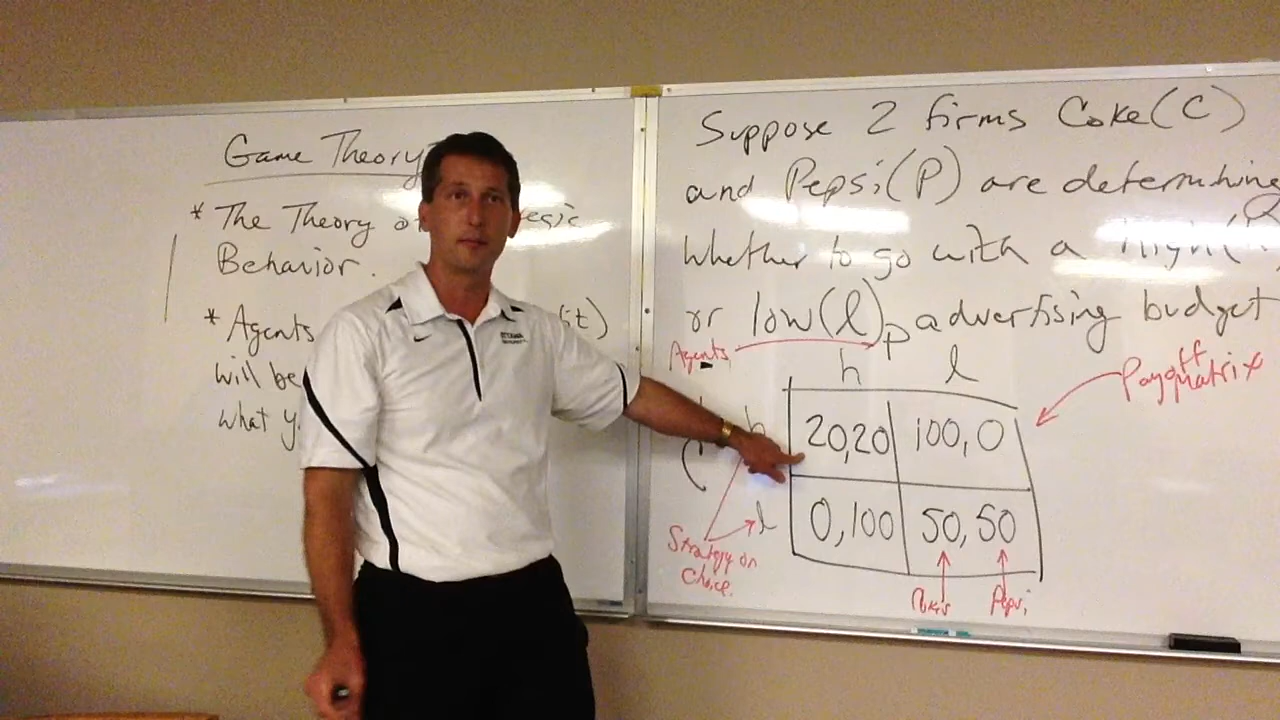 Game Theory
* The Theory of
Behavior.
* Agents
will be
what y
Suppose 2 firms Coke(C)
and Pepsi(P) are determining
whether to go with a High(
or low(l) advertising budget
Agents
P
h l
Payoff
matrix
C
h 20,20 100,0
l 0,100 50,50
Strategy or
Choice.
Pepsi